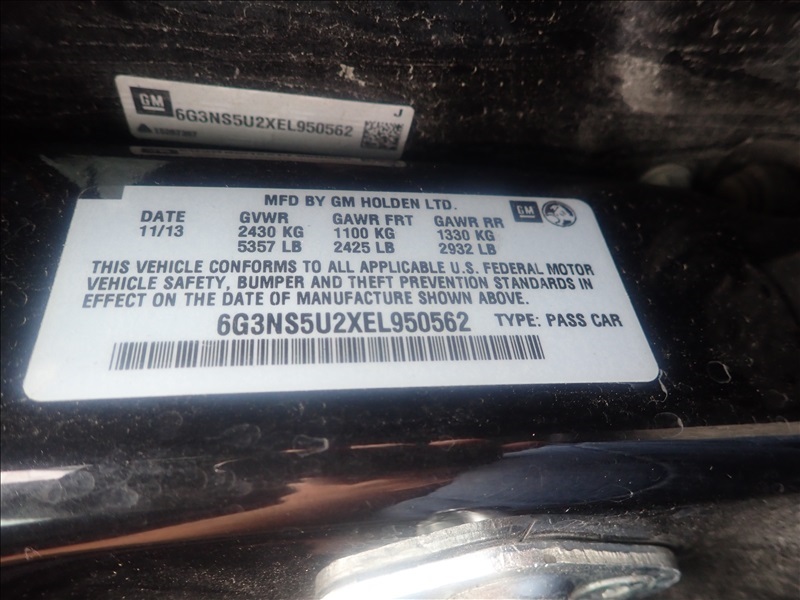 GM 6G3NS5U2XEL950562 J
MFD BY GM HOLDEN LTD. GM
DATE GVWR GAWR FRT GAWR RR
11/13 2430 KG 1100 KG 1330 KG
5357 LB 2425 LB 2932 LB
THIS VEHICLE CONFORMS TO ALL APPLICABLE U.S. FEDERAL MOTOR
VEHICLE SAFETY, BUMPER AND THEFT PREVENTION STANDARDS IN
EFFECT ON THE DATE OF MANUFACTURE SHOWN ABOVE.
6G3NS5U2XEL950562 TYPE: PASS CAR